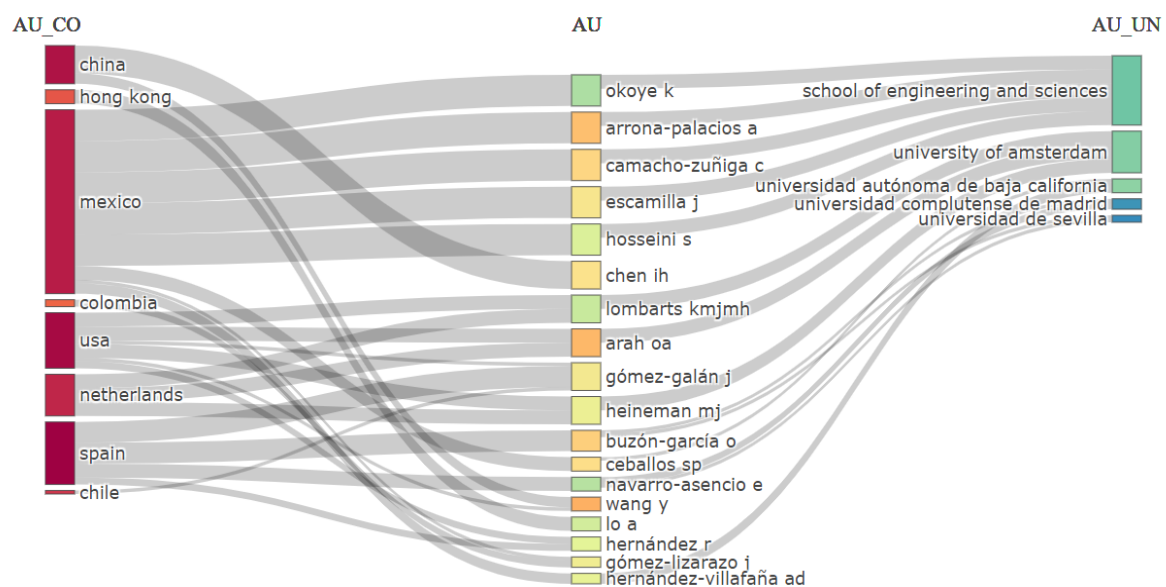 AU_CO
AU
AU_UN
china
hong kong
mexico
colombia
usa
netherlands
spain
chile
okoye k
arrona-palacios a
camacho-zuñiga c
escamilla j
hosseini s
chen ih
lombarts kmjmh
arah oa
gómez-galán j
heineman mj
buzón-garcía o
ceballos sp
navarro-asencio e
wang y
lo a
hernández r
gómez-lizarazo j
hernández-villafaña ad
school of engineering and sciences
university of amsterdam
universidad autónoma de baja california
universidad complutense de madrid
universidad de sevilla